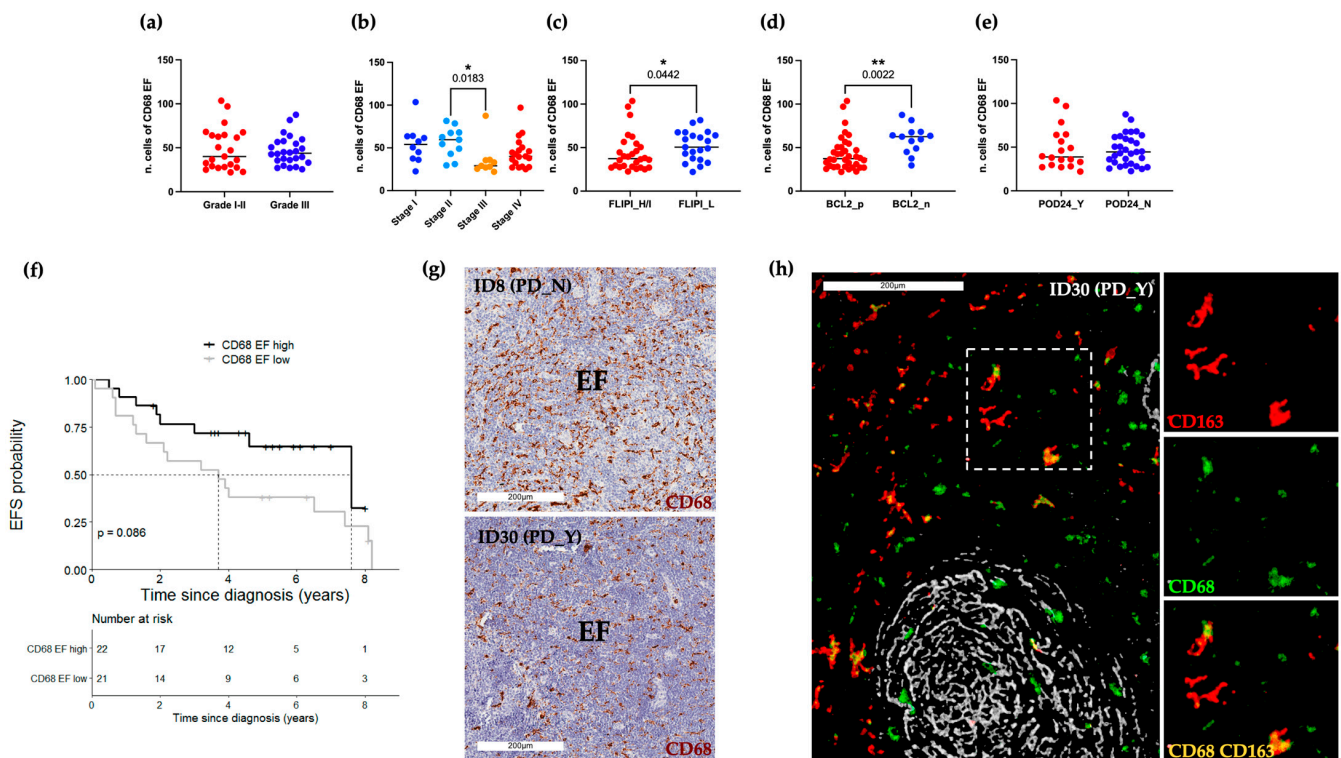 (a)
n. cells of CD68 EF
150
100
50
0
Grade I-II
Grade III
(b)
n. cells of CD68 EF
150
100
50
0
*
0.0183
Stage I
Stage II
Stage III
Stage IV
(c)
n. cells of CD68 EF
150
100
50
0
*
0.0442
FLIPI_H/I
FLIPI_L
(d)
n. cells of CD68 EF
150
100
50
0
**
0.0022
BCL2_p
BCL2_n
(e)
n. cells of CD68 EF
150
100
50
0
POD24_Y
POD24_N
(f)
CD68 EF high
CD68 EF low
EFS probability
1.00
0.75
0.50
0.25
0.00
p = 0.086
0 2 4 6 8
Time since diagnosis (years)
Number at risk
CD68 EF high 22 17 12 5 1
CD68 EF low 21 14 9 6 3
0 2 4 6 8
Time since diagnosis (years)
(g)
ID8 (PD_N)
EF
200µm
CD68
ID30 (PD_Y)
EF
200µm
CD68
(h)
200µm
ID30 (PD_Y)
CD163
CD68
CD68 CD163